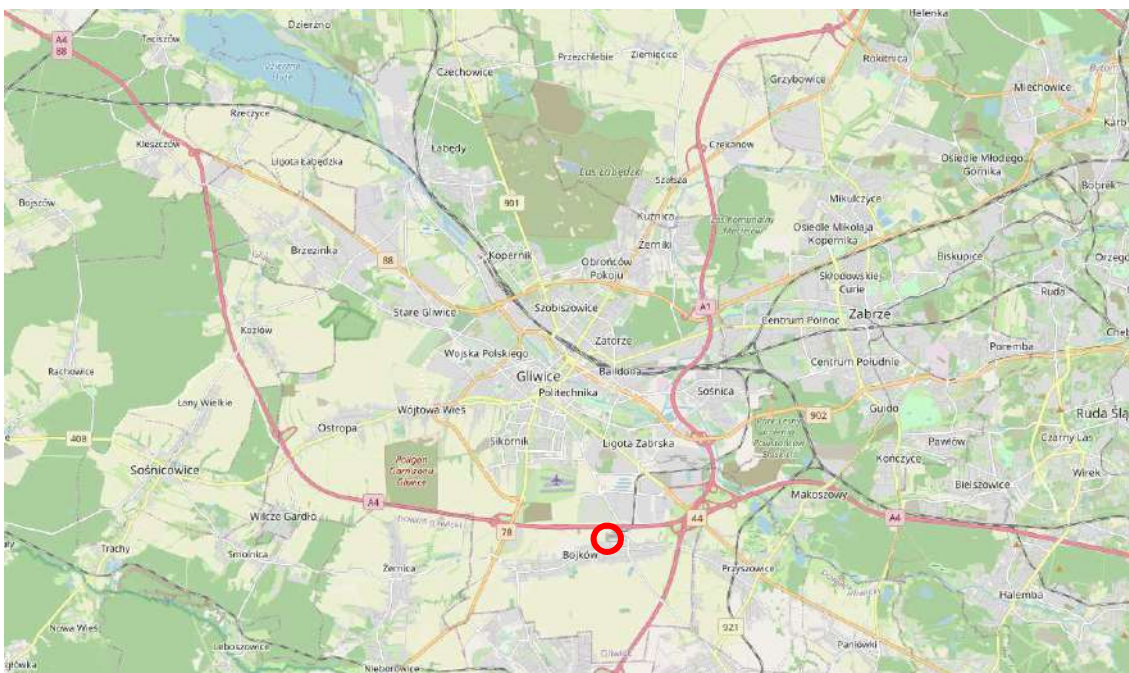 Dzierżno
Bielenka
A4
88
Taciszów
Przezchlebie
Ziemięcice
Rokitnica
Czechowice
Grzybowice
Miechowice
Rzeczyce
Karb
Kleszczów
Łabędy
Czekanów
Ligota Łabędzka
Las Łabędzki
Szałsza
Osiedle Młodego
Górnika
Bobrek
Bojszów
901
Mikulczyce
Kuźnica
Żerniki
Osiedle Mikołaja
Kopernika
Brzezinka
88
Kopernik
Obrońców
Pokoju
Biskupice
Skłodowskiej-
Curie
Ruda
Stare Gliwice
Szobiszowice
A1
Centrum Północ
Zabrze
Kozłów
Zatorze
Poremba
Wojska Polskiego
Centrum Południe
Rachowice
Gliwice
Baildona
Politechnika
Sośnica
Łany Wielkie
Wójtowa Wieś
902
Guido
Ruda Ślą
408
Ostropa
Sikornik
Ligota Zabrska
Pawłów
Czarny Las
Sośnicowice
Poligon
Garnizonu
Gliwice
Kończyce
Wirek
Bielszowice
Makoszowy
A4
44
A4
Wilcze Gardło
78
Trachy
Smolnica
Bojków
Żernica
Przyszowice
Halemba
Nowa Wieś
921
Leboszowice
Paniówki
Nieborowice